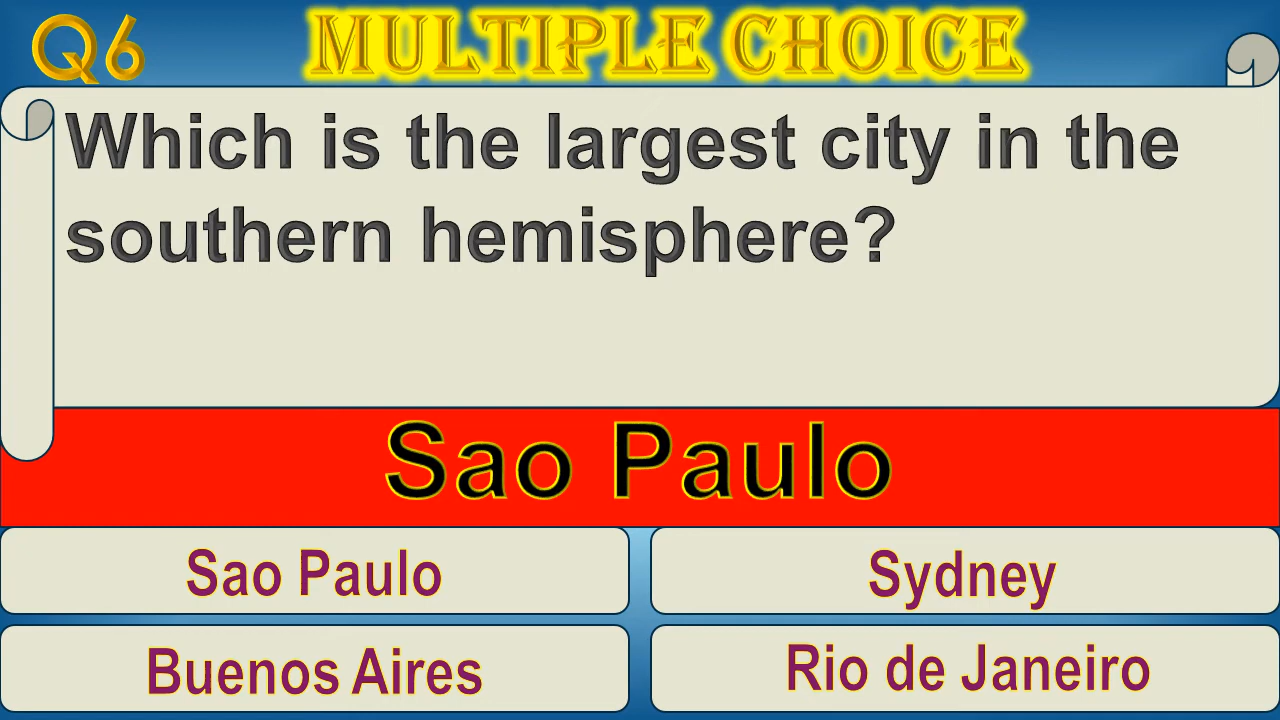 Q6
MULTIPLE CHOICE
Which is the largest city in the
southern hemisphere?
Sao Paulo
Sao Paulo
Sydney
Buenos Aires
Rio de Janeiro